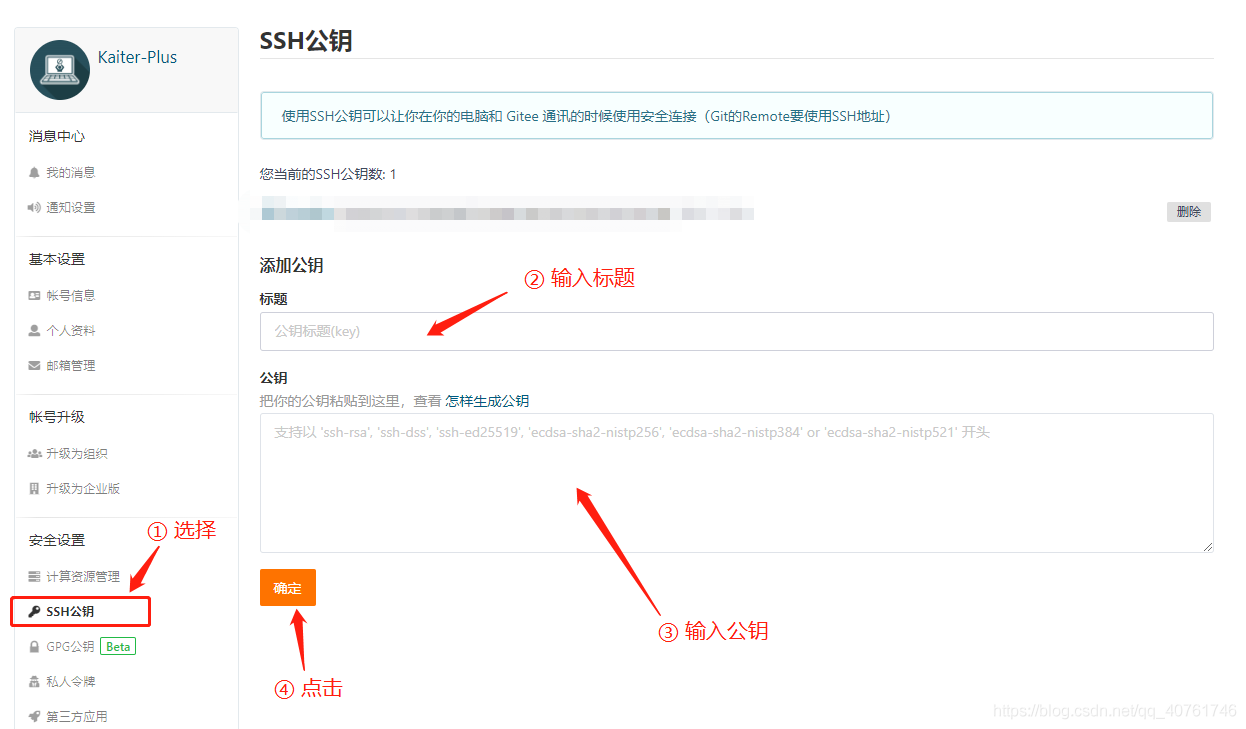 Kaiter-Plus
消息中心
我的消息
通知设置
基本设置
帐号信息
个人资料
邮箱管理
帐号升级
升级为组织
升级为企业版
安全设置
① 选择
计算资源管理
SSH公钥
GPG公钥 Beta
私人令牌
第三方应用
SSH公钥
使用SSH公钥可以让你在你的电脑和 Gitee 通讯的时候使用安全连接（Git的Remote要使用SSH地址）
您当前的SSH公钥数: 1
删除
添加公钥
② 输入标题
标题
公钥标题(key)
公钥
把你的公钥粘贴到这里，查看 怎样生成公钥
支持以 'ssh-rsa', 'ssh-dss', 'ssh-ed25519', 'ecdsa-sha2-nistp256', 'ecdsa-sha2-nistp384' or 'ecdsa-sha2-nistp521' 开头
确定
③ 输入公钥
④ 点击
https://blog.csdn.net/qq_40761746